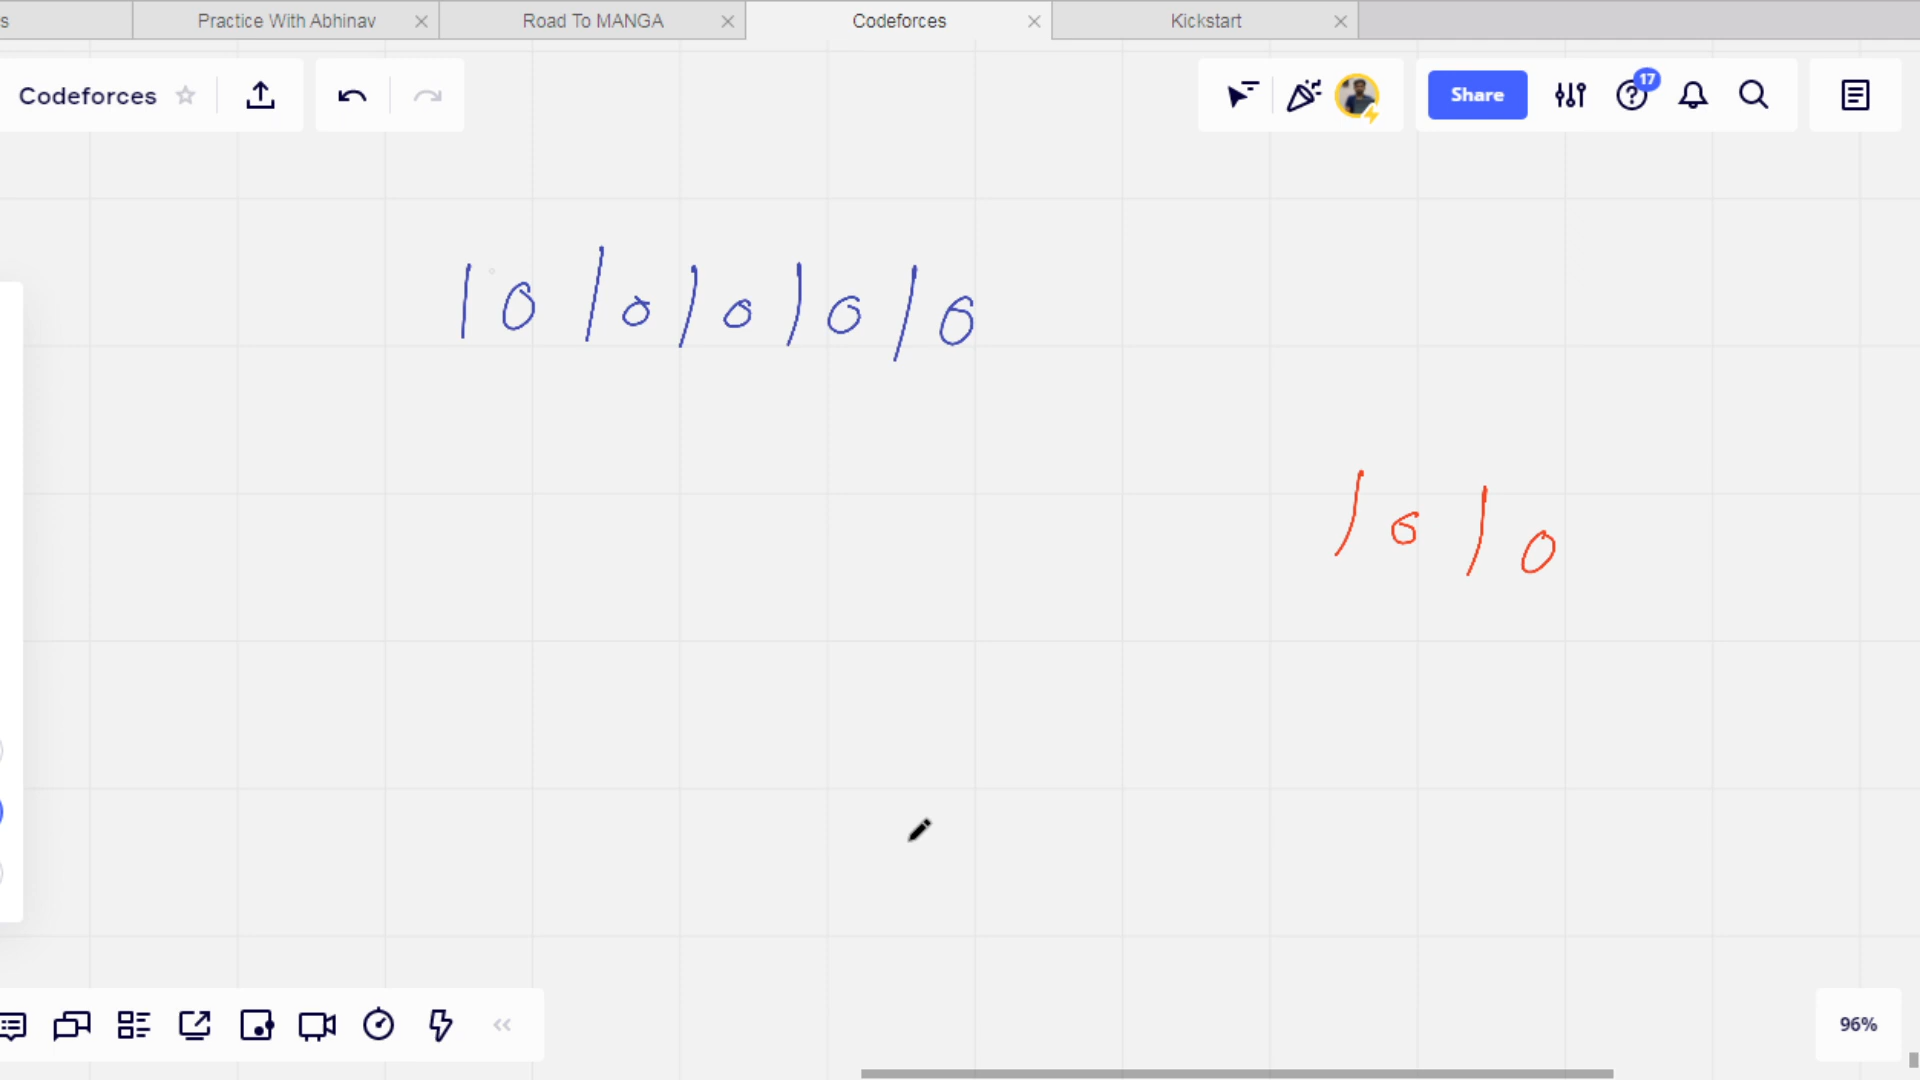 s
Practice With Abhinav
Road To MANGA
Codeforces
Kickstart
Codeforces
Share
17
1010101010
1010
96%